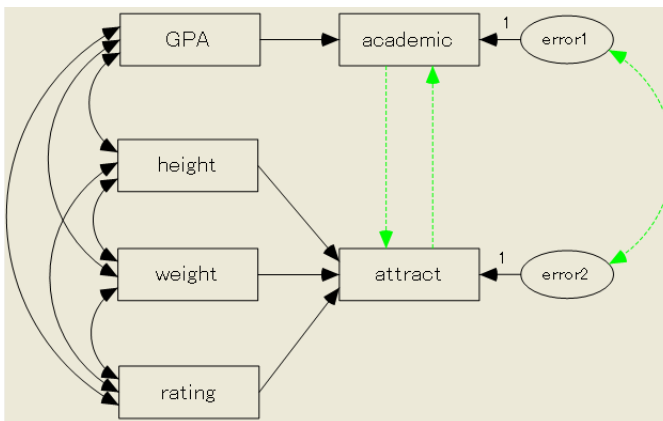 GPA
academic
1
error1
height
weight
attract
1
error2
rating